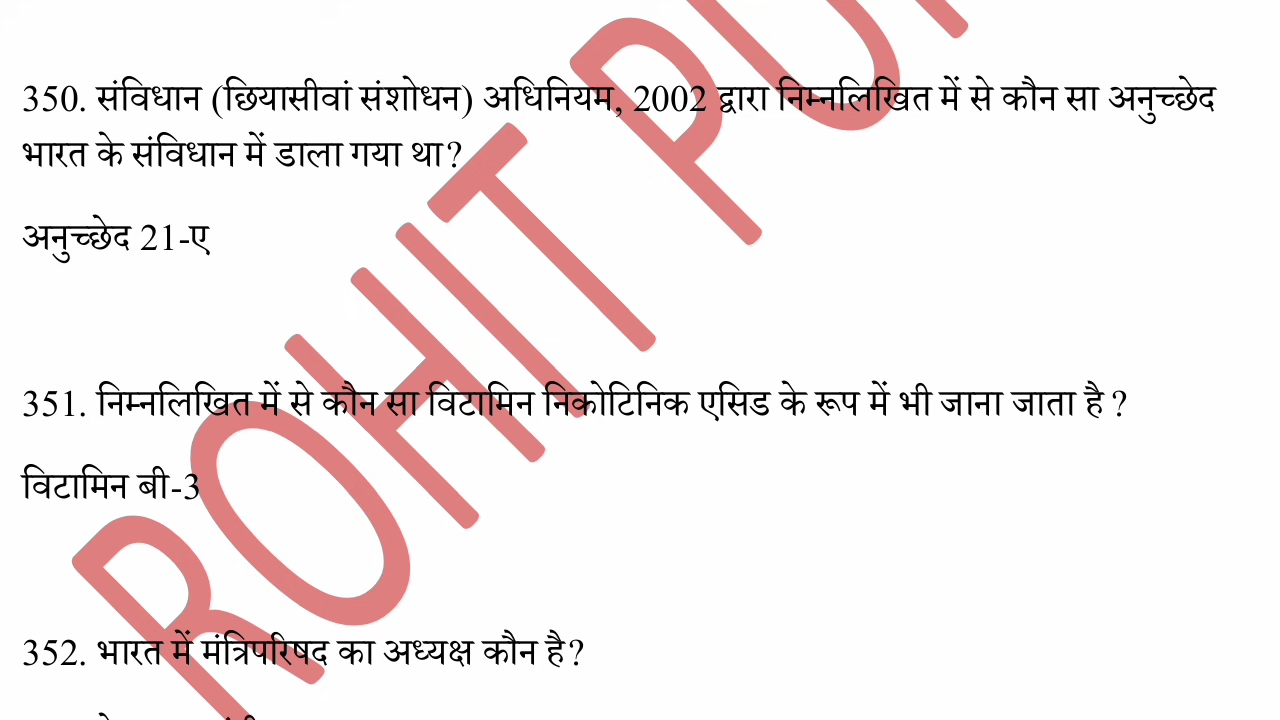 350. संविधान (छियासीवां संशोधन) अधिनियम, 2002 द्वारा निम्नलिखित में से कौन सा अनुच्छेद
भारत के संविधान में डाला गया था?
अनुच्छेद 21-ए
351. निम्नलिखित में से कौन सा विटामिन निकोटिनिक एसिड के रूप में भी जाना जाता है ?
विटामिन बी-3
352. भारत में मंत्रिपरिषद का अध्यक्ष कौन है?
ROHIT